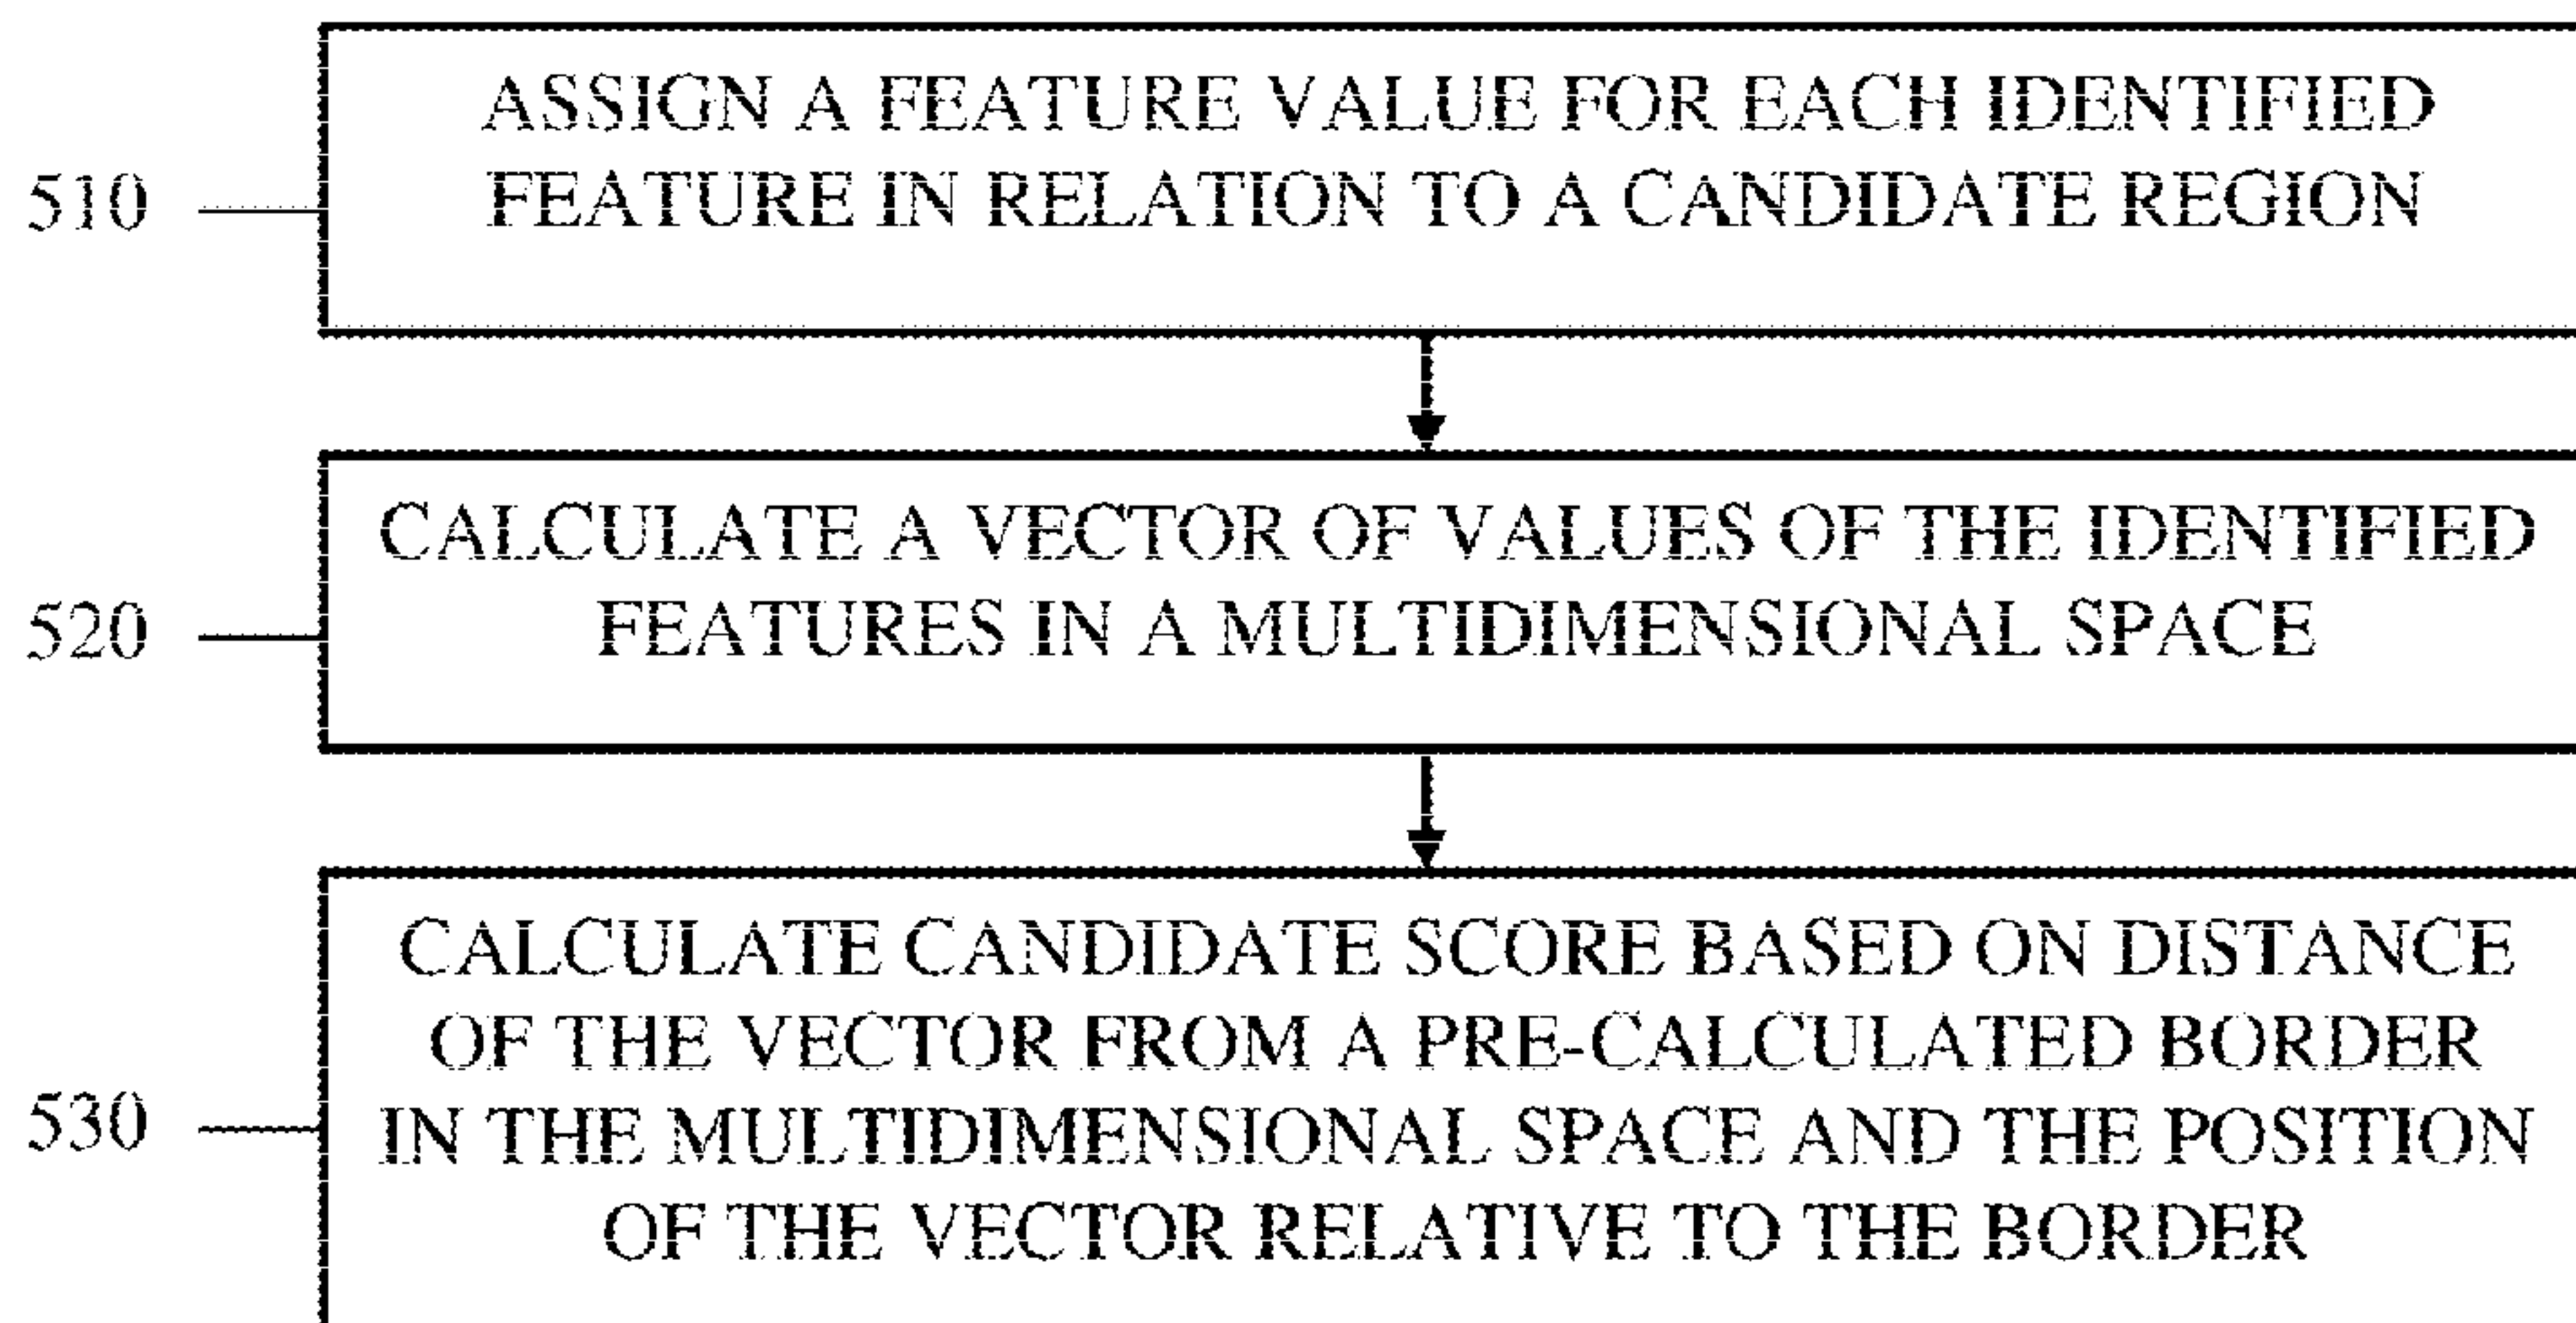 ASSIGN A FEATURE VALUE FOR EACH IDENTIFIED
FEATURE IN RELATION TO A CANDIDATE REGION
510
CALCULATE A VECTOR OF VALUES OF THE IDENTIFIED
FEATURES IN A MULTIDIMENSIONAL SPACE
520
CALCULATE CANDIDATE SCORE BASED ON DISTANCE
OF THE VECTOR FROM A PRE-CALCULATED BORDER
IN THE MULTIDIMENSIONAL SPACE AND THE POSITION
OF THE VECTOR RELATIVE TO THE BORDER
530